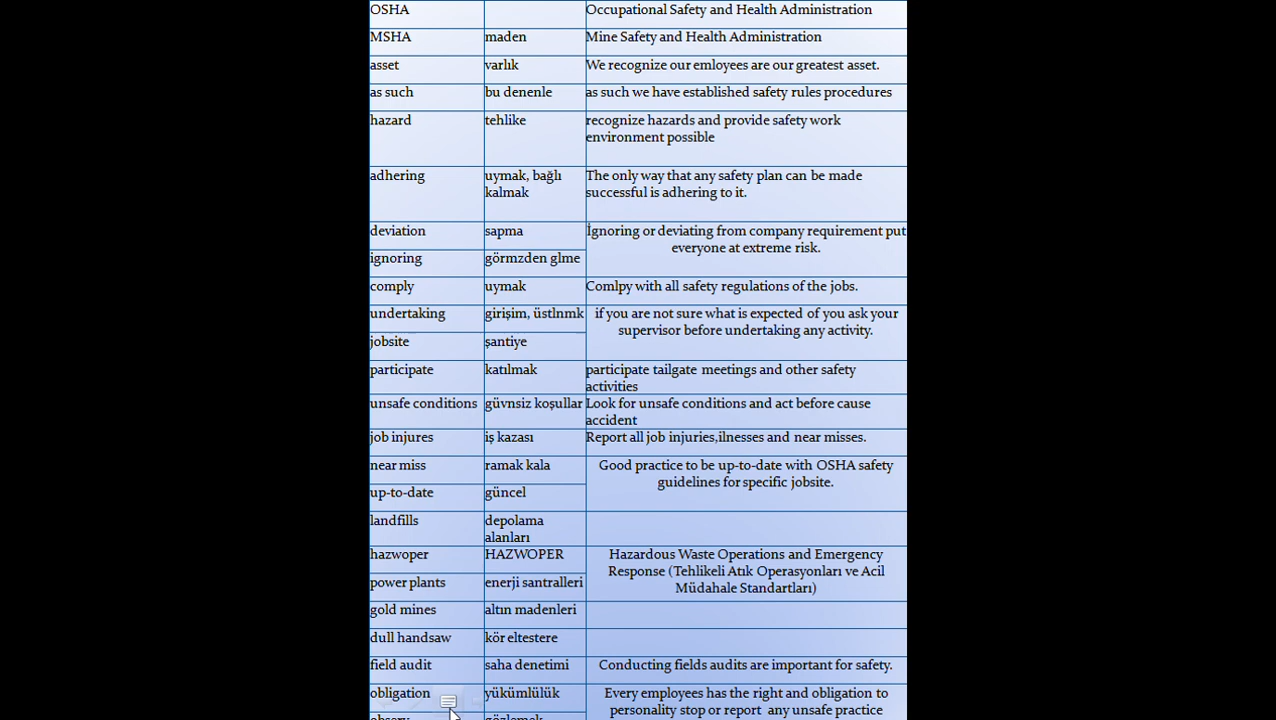 OSHA Occupational Safety and Health Administration
MSHA maden Mine Safety and Health Administration
asset varlık We recognize our emloyees are our greatest asset.
as such bu denenle as such we have established safety rules procedures
hazard tehlike recognize hazards and provide safety work
environment possible
adhering uymak, bağlı The only way that any safety plan can be made
kalmak successful is adhering to it.
deviation sapma İgnoring or deviating from company requirement put
everyone at extreme risk.
ignoring görmzden glme
comply uymak Comlpy with all safety regulations of the jobs.
undertaking girişim, üstlnmk if you are not sure what is expected of you ask your
supervisor before undertaking any activity.
jobsite şantiye
participate katılmak participate tailgate meetings and other safety
activities
unsafe conditions güvnsiz koşullar Look for unsafe conditions and act before cause
accident
job injures iş kazası Report all job injuries,ilnesses and near misses.
near miss ramak kala Good practice to be up-to-date with OSHA safety
guidelines for specific jobsite.
up-to-date güncel
landfills depolama
alanları
hazwoper HAZWOPER Hazardous Waste Operations and Emergency
Response (Tehlikeli Atık Operasyonları ve Acil
power plants enerji santralleri Müdahale Standartları)
gold mines altın madenleri
dull handsaw kör eltestere
field audit saha denetimi Conducting fields audits are important for safety.
obligation yükümlülük Every employees has the right and obligation to
personality stop or report any unsafe practice
observ gözlemek